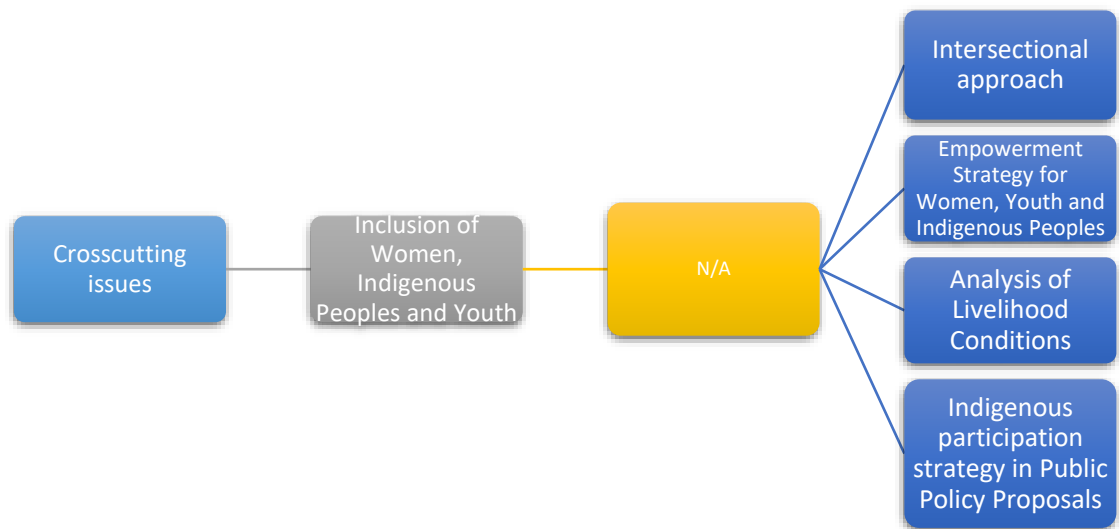 Crosscutting
issues
Inclusion of
Women,
Indigenous
Peoples and Youth
N/A
Intersectional
approach
Empowerment
Strategy for
Women, Youth and
Indigenous Peoples
Analysis of
Livelihood
Conditions
Indigenous
participation
strategy in Public
Policy Proposals